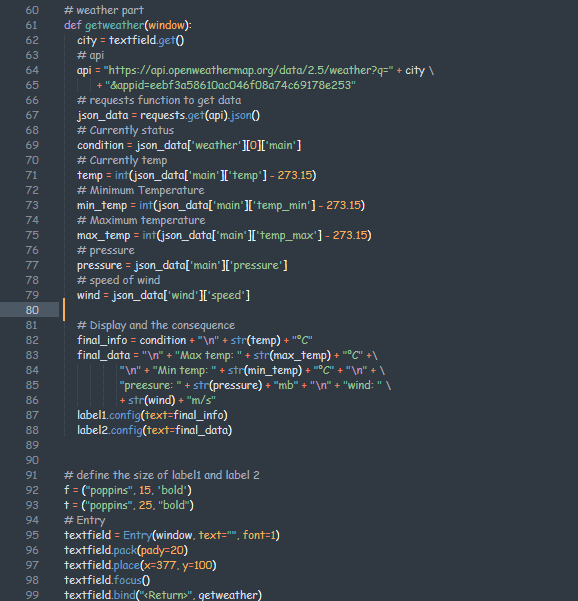 60 # weather part
61 def getweather(window):
62 city = textfield.get()
63 # api
64 api = "https://api.openweathermap.org/data/2.5/weather?q=" + city \
65 + "&appid=eebf3a58610ac046f08a74c69178e253"
66 # requests function to get data
67 json_data = requests.get(api).json()
68 # Currently status
69 condition = json_data['weather'][0]['main']
70 # Currently temp
71 temp = int(json_data['main']['temp'] - 273.15)
72 # Minimum Temperature
73 min_temp = int(json_data['main']['temp_min'] - 273.15)
74 # Maximum temperature
75 max_temp = int(json_data['main']['temp_max'] - 273.15)
76 # pressure
77 pressure = json_data['main']['pressure']
78 # speed of wind
79 wind = json_data['wind']['speed']
80
81 # Display and the consequence
82 final_info = condition + "\n" + str(temp) + "°C"
83 final_data = "\n" + "Max temp: " + str(max_temp) + "°C" +\
84 "\n" + "Min temp: " + str(min_temp) + "°C" + "\n" + \
85 "preesure: " + str(pressure) + "mb" + "\n" + "wind: " \
86 + str(wind) + "m/s"
87 label1.config(text=final_info)
88 label2.config(text=final_data)
89
90
91 # define the size of label1 and label 2
92 f = ("poppins", 15, 'bold')
93 t = ("poppins", 25, "bold")
94 # Entry
95 textfield = Entry(window, text="", font=1)
96 textfield.pack(pady=20)
97 textfield.place(x=377, y=100)
98 textfield.focus()
99 textfield.bind("<Return>", getweather)